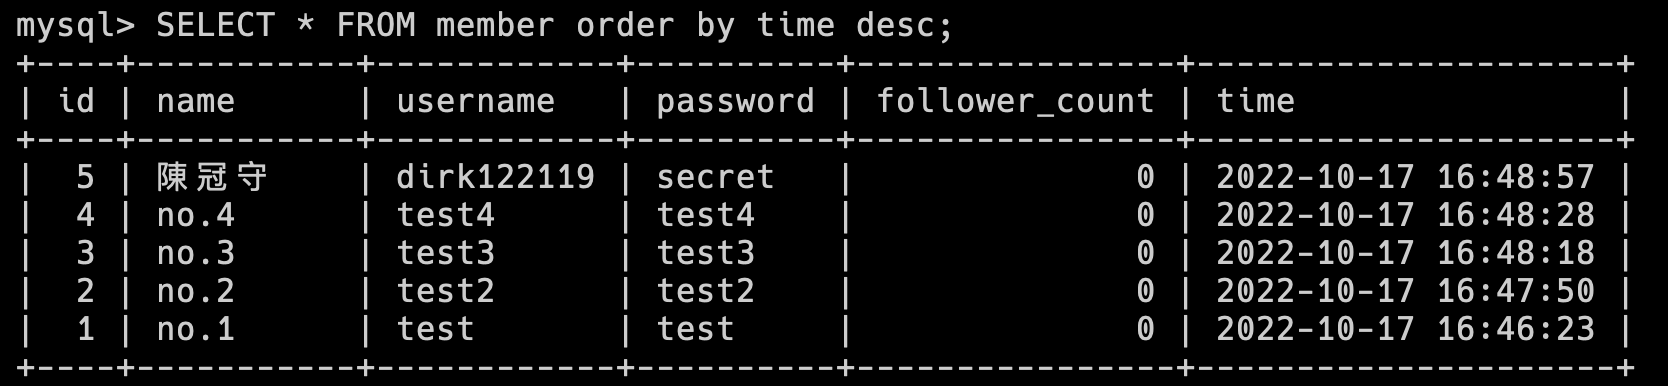 mysql> SELECT * FROM member order by time desc;
+----+-----------+------------+----------+----------------+---------------------+
| id | name      | username   | password | follower_count | time                |
+----+-----------+------------+----------+----------------+---------------------+
|  5 | 陳冠守    | dirk122119 | secret   |              0 | 2022-10-17 16:48:57 |
|  4 | no.4      | test4      | test4    |              0 | 2022-10-17 16:48:28 |
|  3 | no.3      | test3      | test3    |              0 | 2022-10-17 16:48:18 |
|  2 | no.2      | test2      | test2    |              0 | 2022-10-17 16:47:50 |
|  1 | no.1      | test       | test     |              0 | 2022-10-17 16:46:23 |
+----+-----------+------------+----------+----------------+---------------------+